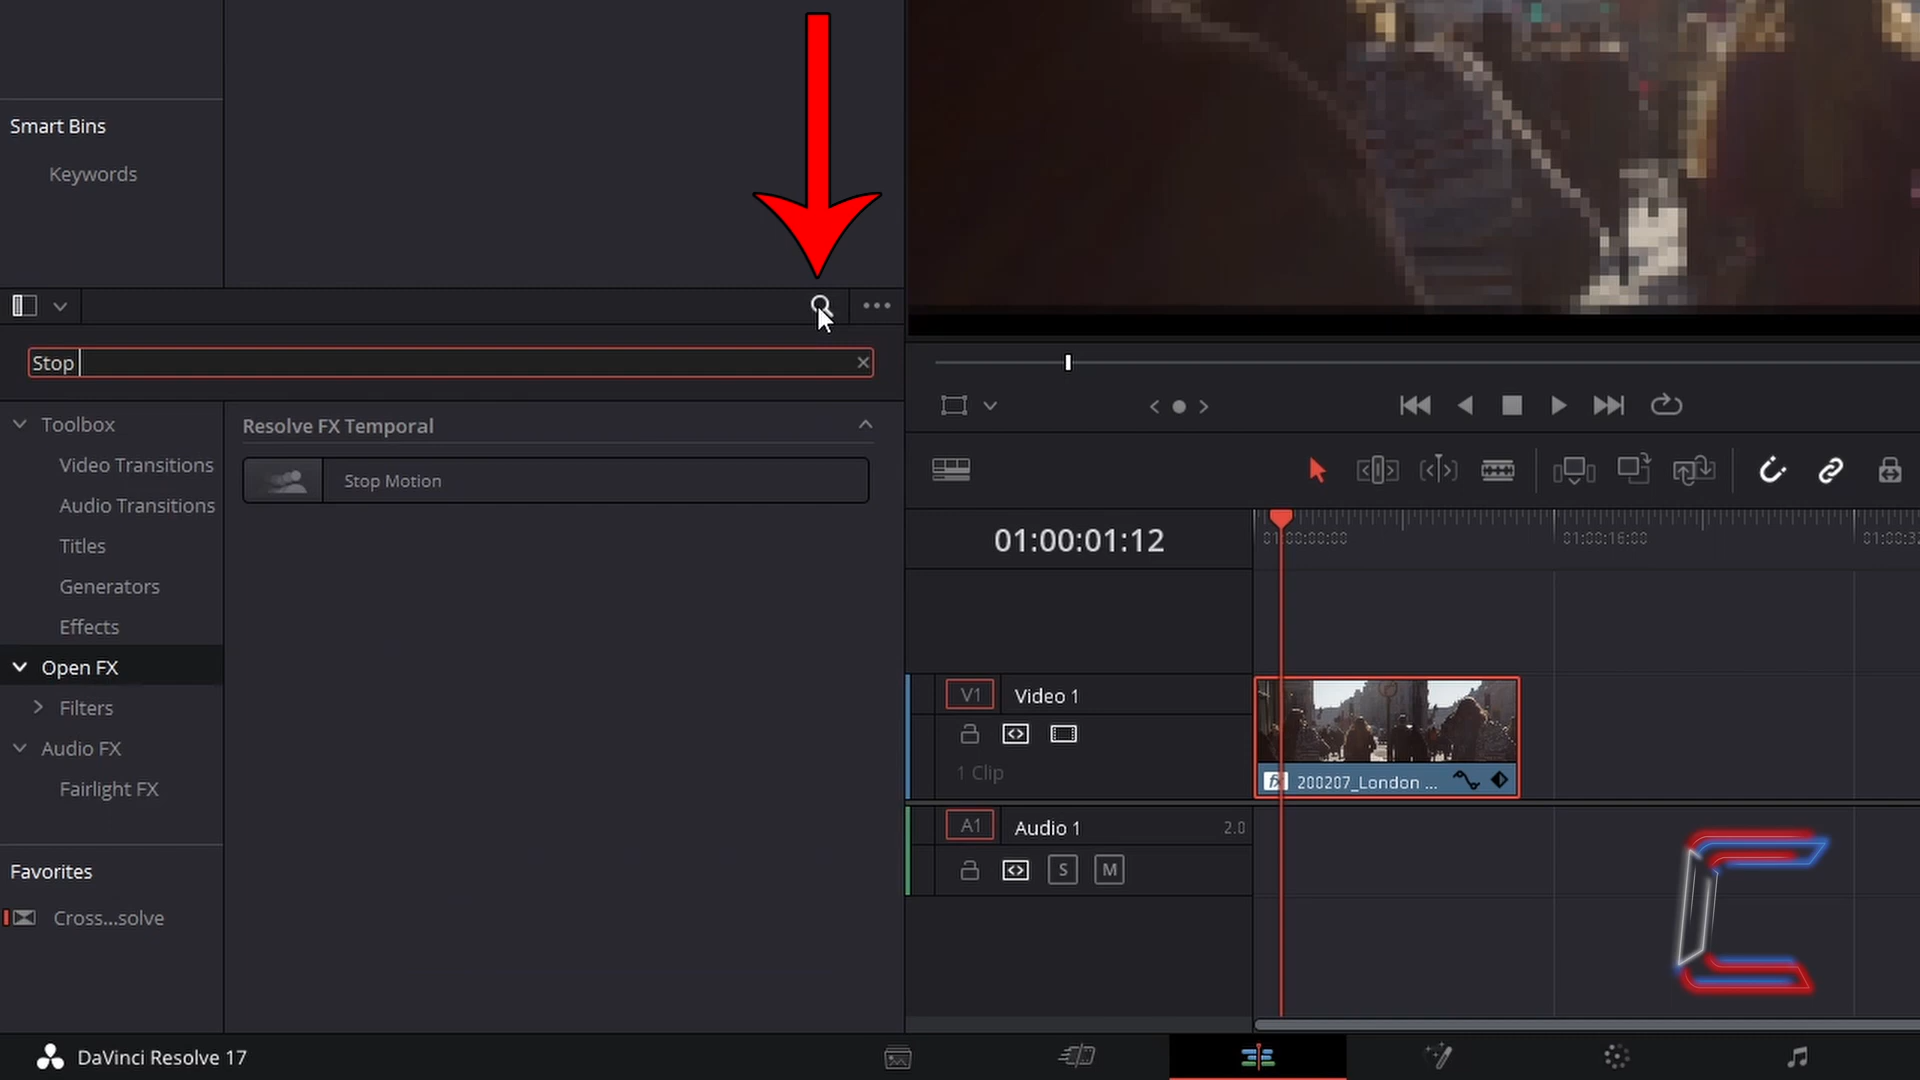 Smart Bins
Keywords
Stop
Toolbox
Video Transitions
Audio Transitions
Titles
Generators
Effects
Open FX
Filters
Audio FX
Fairlight FX
Favorites
Cross...solve
Resolve FX Temporal
Stop Motion
01:00:01:12
01:00:00:00
01:00:16:00
01:00:3
V1
Video 1
1 Clip
200207_London ...
A1
Audio 1
2.0
S
M
DaVinci Resolve 17